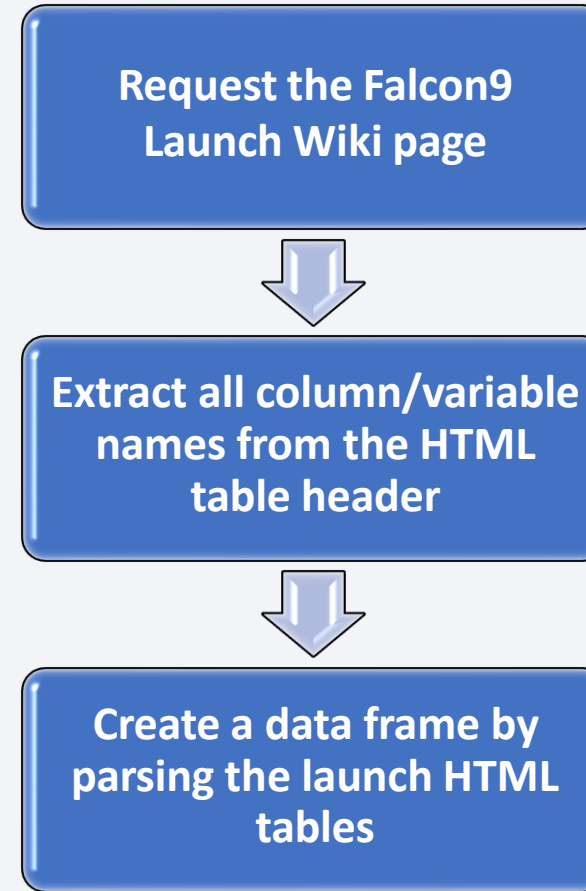 Request the Falcon9
Launch Wiki page
Extract all column/variable
names from the HTML
table header
Create a data frame by
parsing the launch HTML
tables